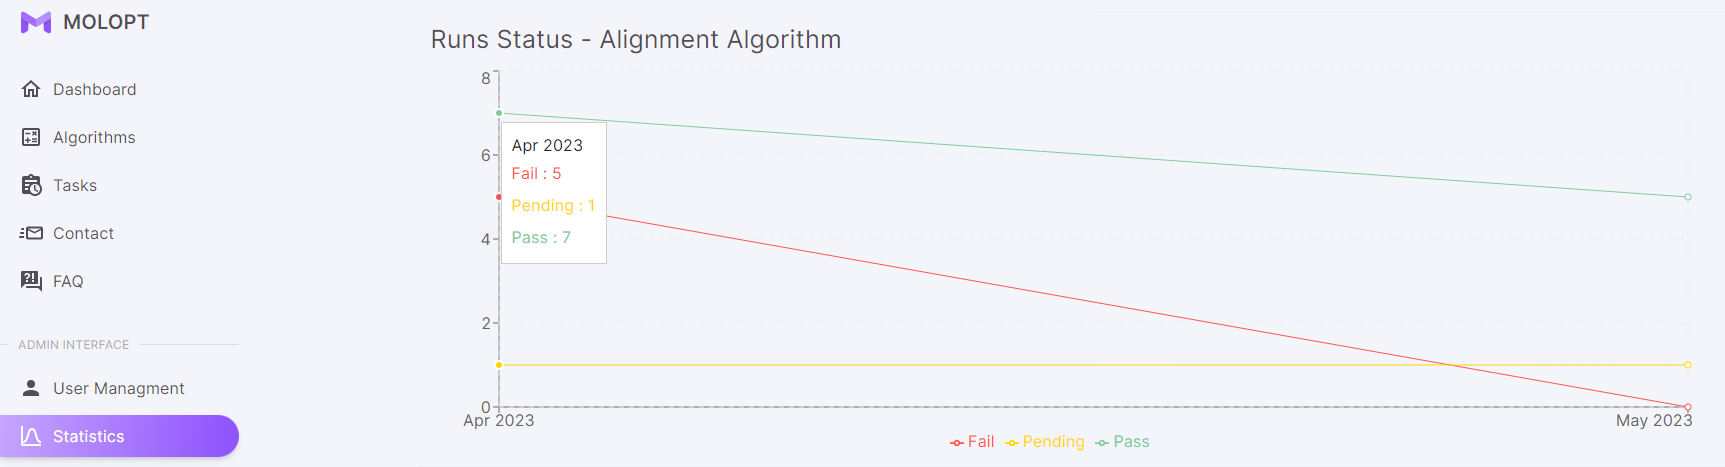 MOLOPT
Dashboard
Algorithms
Tasks
Contact
FAQ
ADMIN INTERFACE
User Managment
Statistics
Runs Status - Alignment Algorithm
8
6
4
2
0
Apr 2023
Fail : 5
Pending : 1
Pass : 7
Apr 2023
May 2023
Fail Pending Pass